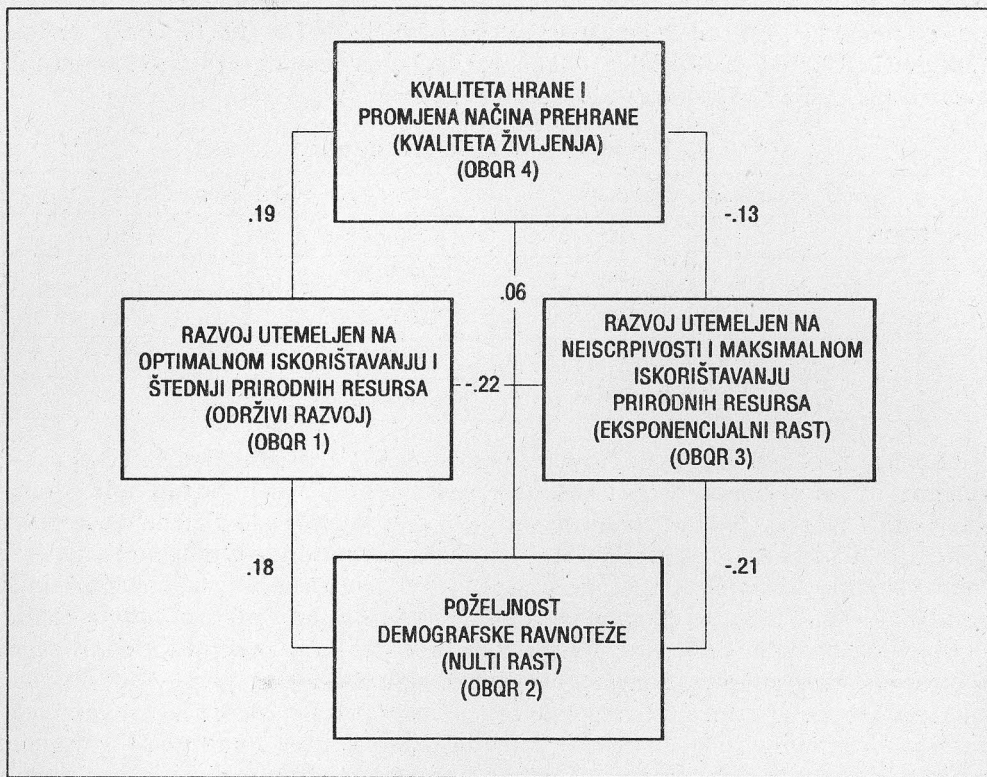 KVALITETA HRANE I
PROMJENA NAČINA PREHRANE
(KVALITETA ŽIVLJENJA)
(OBQR 4)
.19
-.13
.06
RAZVOJ UTEMELJEN NA
OPTIMALNOM ISKORIŠTAVANJU I
ŠTEDNJI PRIRODNIH RESURSA
(ODRŽIVI RAZVOJ)
(OBQR 1)
-.22
RAZVOJ UTEMELJEN NA
NEISCRPIVOSTI I MAKSIMALNOM
ISKORIŠTAVANJU
PRIRODNIH RESURSA
(EKSPONENCIJALNI RAST)
(OBQR 3)
.18
-.21
POŽELJNOST
DEMOGRAFSKE RAVNOTEŽE
(NULTI RAST)
(OBQR 2)